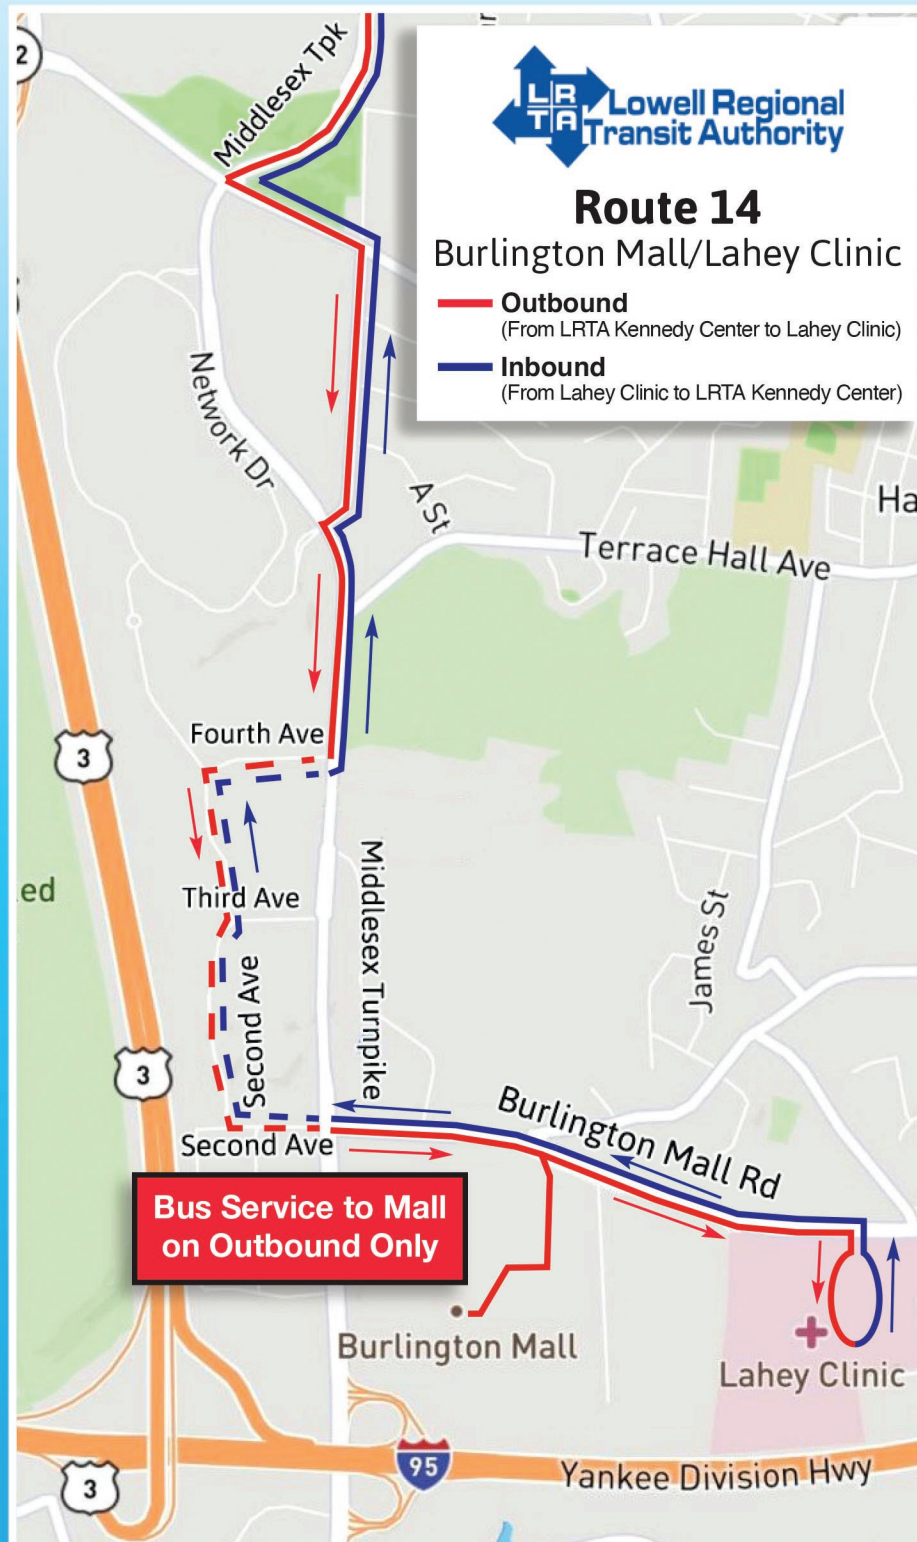 2
Middlesex Tpk
LR
TA
Lowell Regional
Transit Authority
Route 14
Burlington Mall/Lahey Clinic
Outbound
(From LRTA Kennedy Center to Lahey Clinic)
Inbound
(From Lahey Clinic to LRTA Kennedy Center)
Network Dr
A St
Ha
Terrace Hall Ave
Fourth Ave
3
Third Ave
ed
Middlesex Turnpike
James St
Second Ave
3
Second Ave
Burlington Mall Rd
Bus Service to Mall
on Outbound Only
Burlington Mall
Lahey Clinic
95
Yankee Division Hwy
3